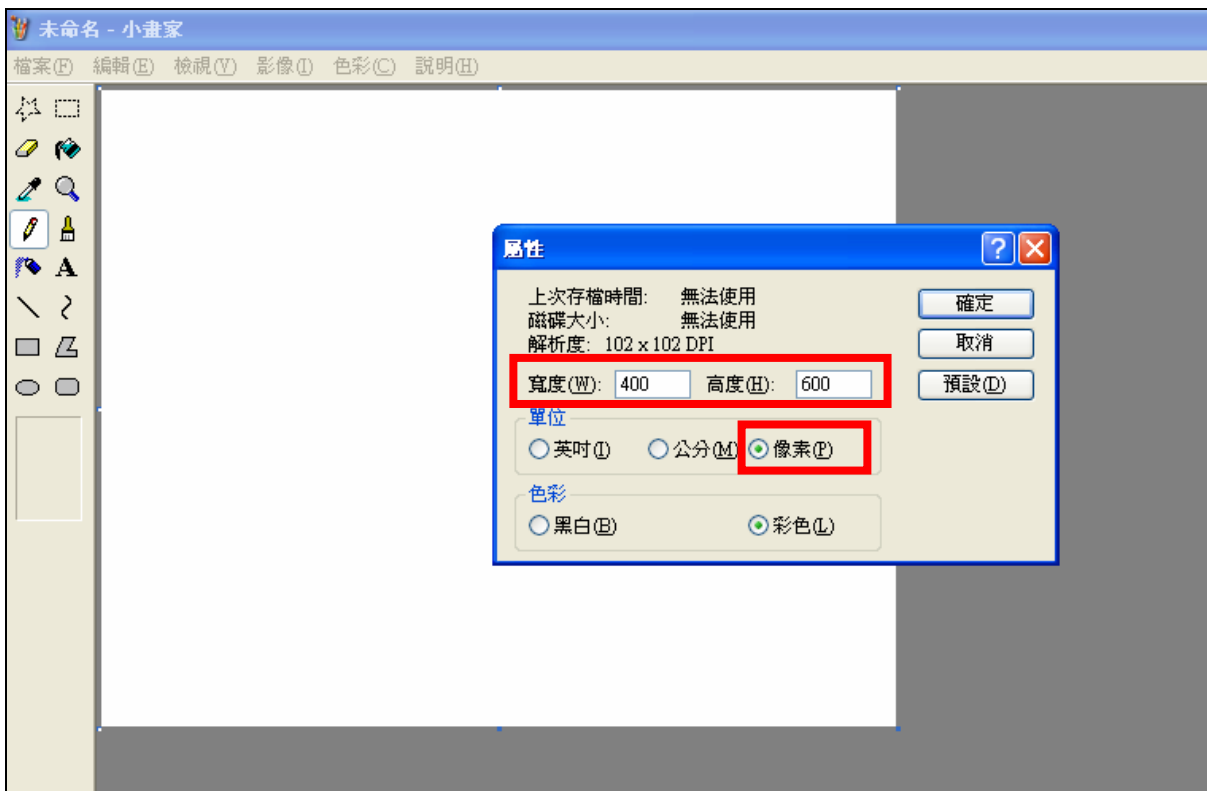 未命名 - 小畫家
檔案(F) 編輯(E) 檢視(V) 影像(I) 色彩(C) 說明(H)
A
屬性
上次存檔時間: 無法使用
磁碟大小: 無法使用
解析度: 102 x 102 DPI
寬度(W): 400 高度(H): 600
單位
英吋(I) 公分(M) 像素(P)
色彩
黑白(B) 彩色(L)
確定
取消
預設(D)